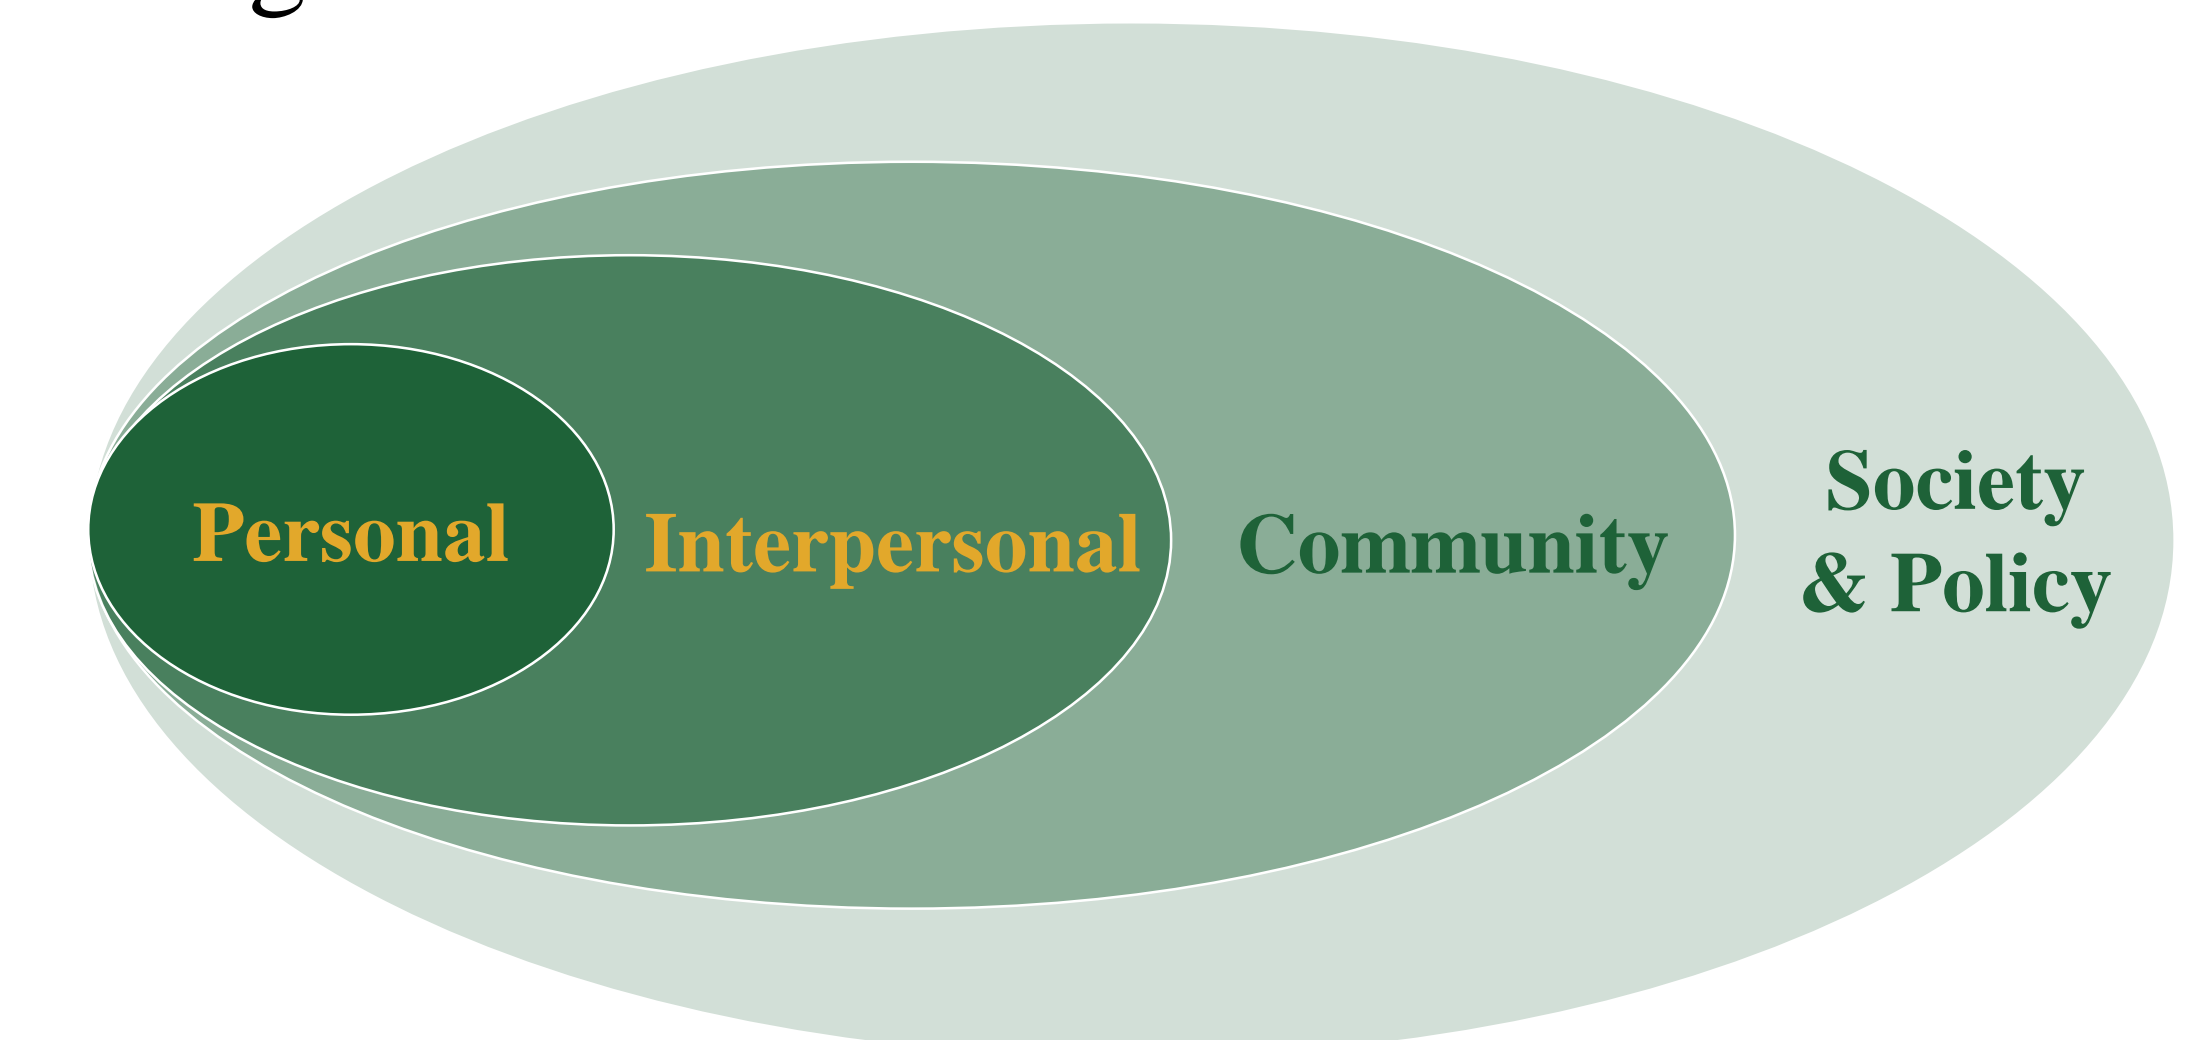 Personal
Interpersonal
Community
Society
& Policy